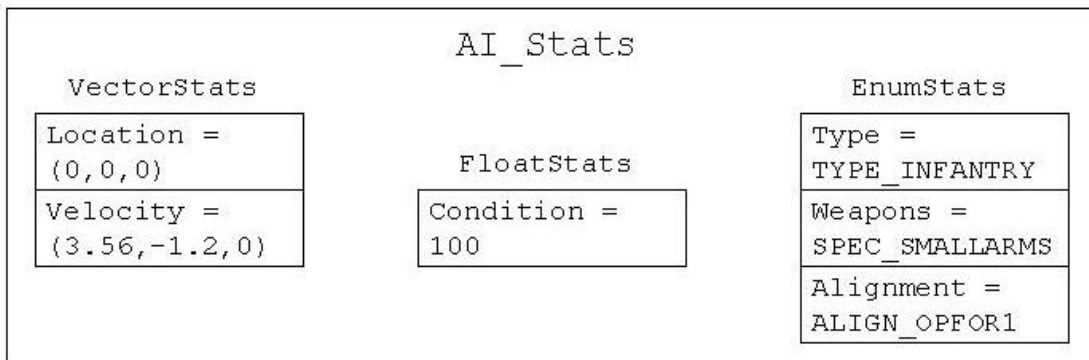 AI_Stats
VectorStats
Location =
(0,0,0)
Velocity =
(3.56,-1.2,0)
FloatStats
Condition =
100
EnumStats
Type =
TYPE_INFANTRY
Weapons =
SPEC_SMALLARMS
Alignment =
ALIGN_OPFOR1